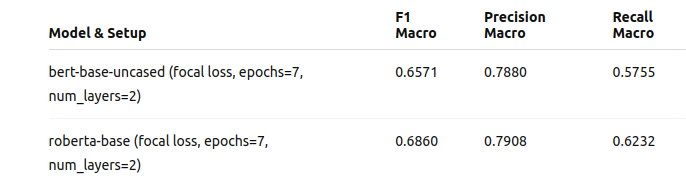 Model & Setup F1 Macro Precision Macro Recall Macro
bert-base-uncased (focal loss, epochs=7, num_layers=2) 0.6571 0.7880 0.5755
roberta-base (focal loss, epochs=7, num_layers=2) 0.6860 0.7908 0.6232